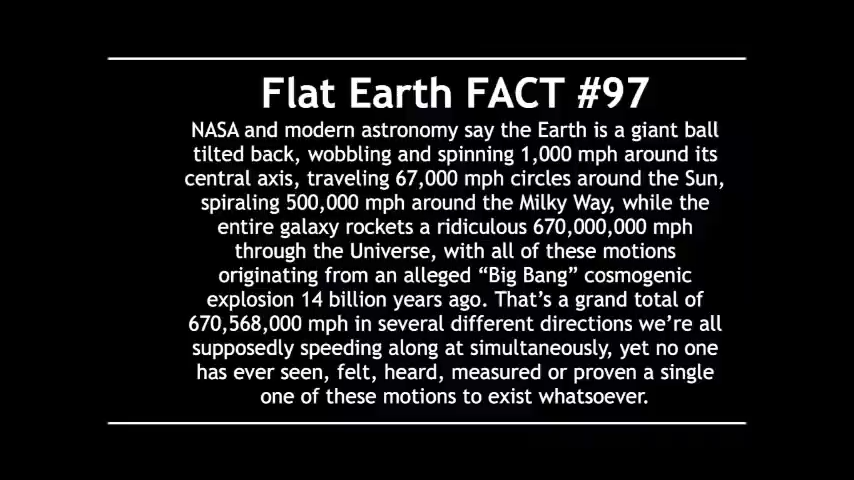 Flat Earth FACT #97
NASA and modern astronomy say the Earth is a giant ball
tilted back, wobbling and spinning 1,000 mph around its
central axis, traveling 67,000 mph circles around the Sun,
spiraling 500,000 mph around the Milky Way, while the
entire galaxy rockets a ridiculous 670,000,000 mph
through the Universe, with all of these motions
originating from an alleged “Big Bang” cosmogenic
explosion 14 billion years ago. That’s a grand total of
670,568,000 mph in several different directions we’re all
supposedly speeding along at simultaneously, yet no one
has ever seen, felt, heard, measured or proven a single
one of these motions to exist whatsoever.